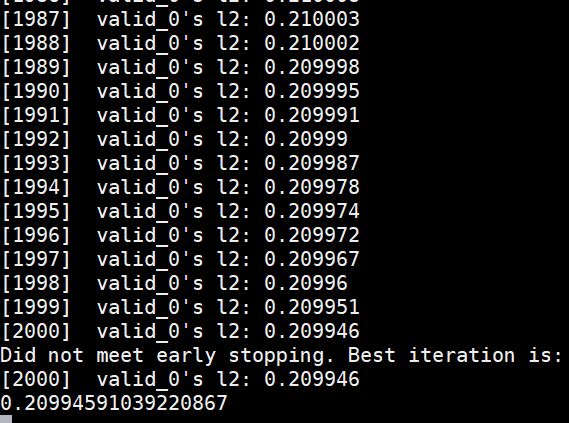 [1987]  valid_0's l2: 0.210003
[1988]  valid_0's l2: 0.210002
[1989]  valid_0's l2: 0.209998
[1990]  valid_0's l2: 0.209995
[1991]  valid_0's l2: 0.209991
[1992]  valid_0's l2: 0.20999
[1993]  valid_0's l2: 0.209987
[1994]  valid_0's l2: 0.209978
[1995]  valid_0's l2: 0.209974
[1996]  valid_0's l2: 0.209972
[1997]  valid_0's l2: 0.209967
[1998]  valid_0's l2: 0.20996
[1999]  valid_0's l2: 0.209951
[2000]  valid_0's l2: 0.209946
Did not meet early stopping. Best iteration is:
[2000]  valid_0's l2: 0.209946
0.20994591039220867